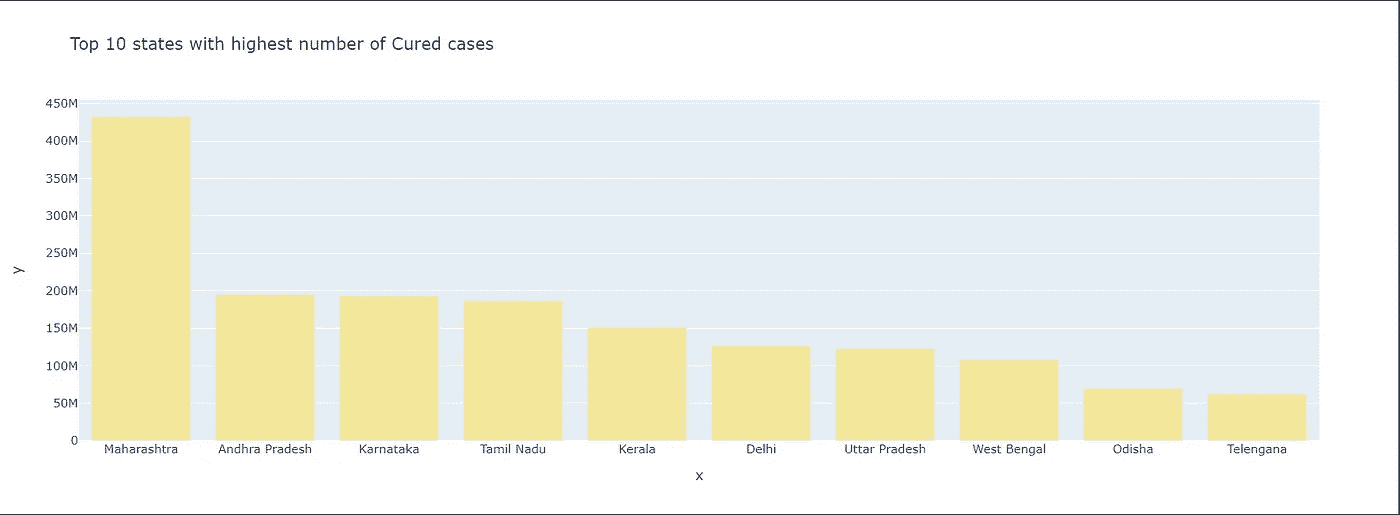 Top 10 states with highest number of Cured cases
450M
400M
350M
300M
250M
200M
150M
100M
50M
0
y
Maharashtra Andhra Pradesh Karnataka Tamil Nadu Kerala Delhi Uttar Pradesh West Bengal Odisha Telengana
x